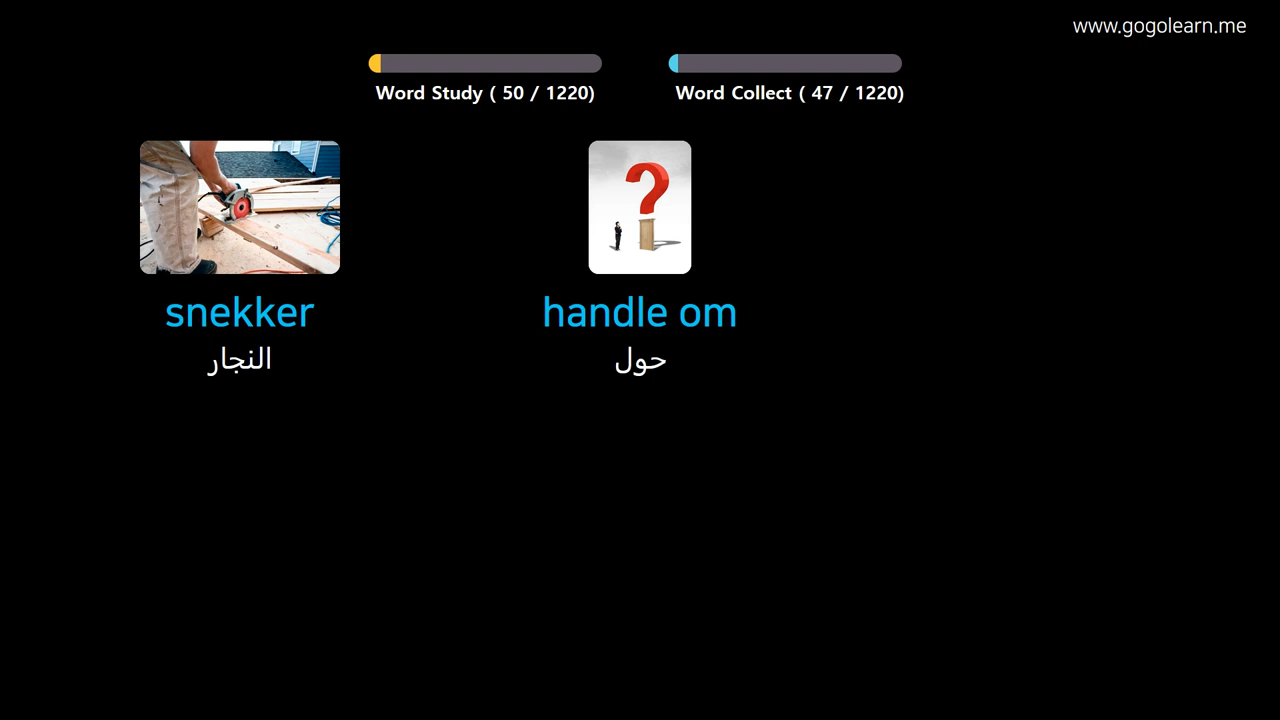 www.gogolearn.me
Word Study ( 50 / 1220)
Word Collect ( 47 / 1220)
snekker
handle om
النجار
حول